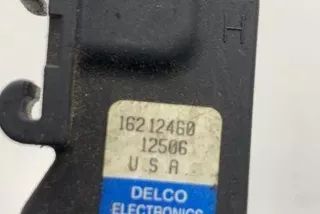 H
16212460
12506
USA
DELCO
ELECTRONICS